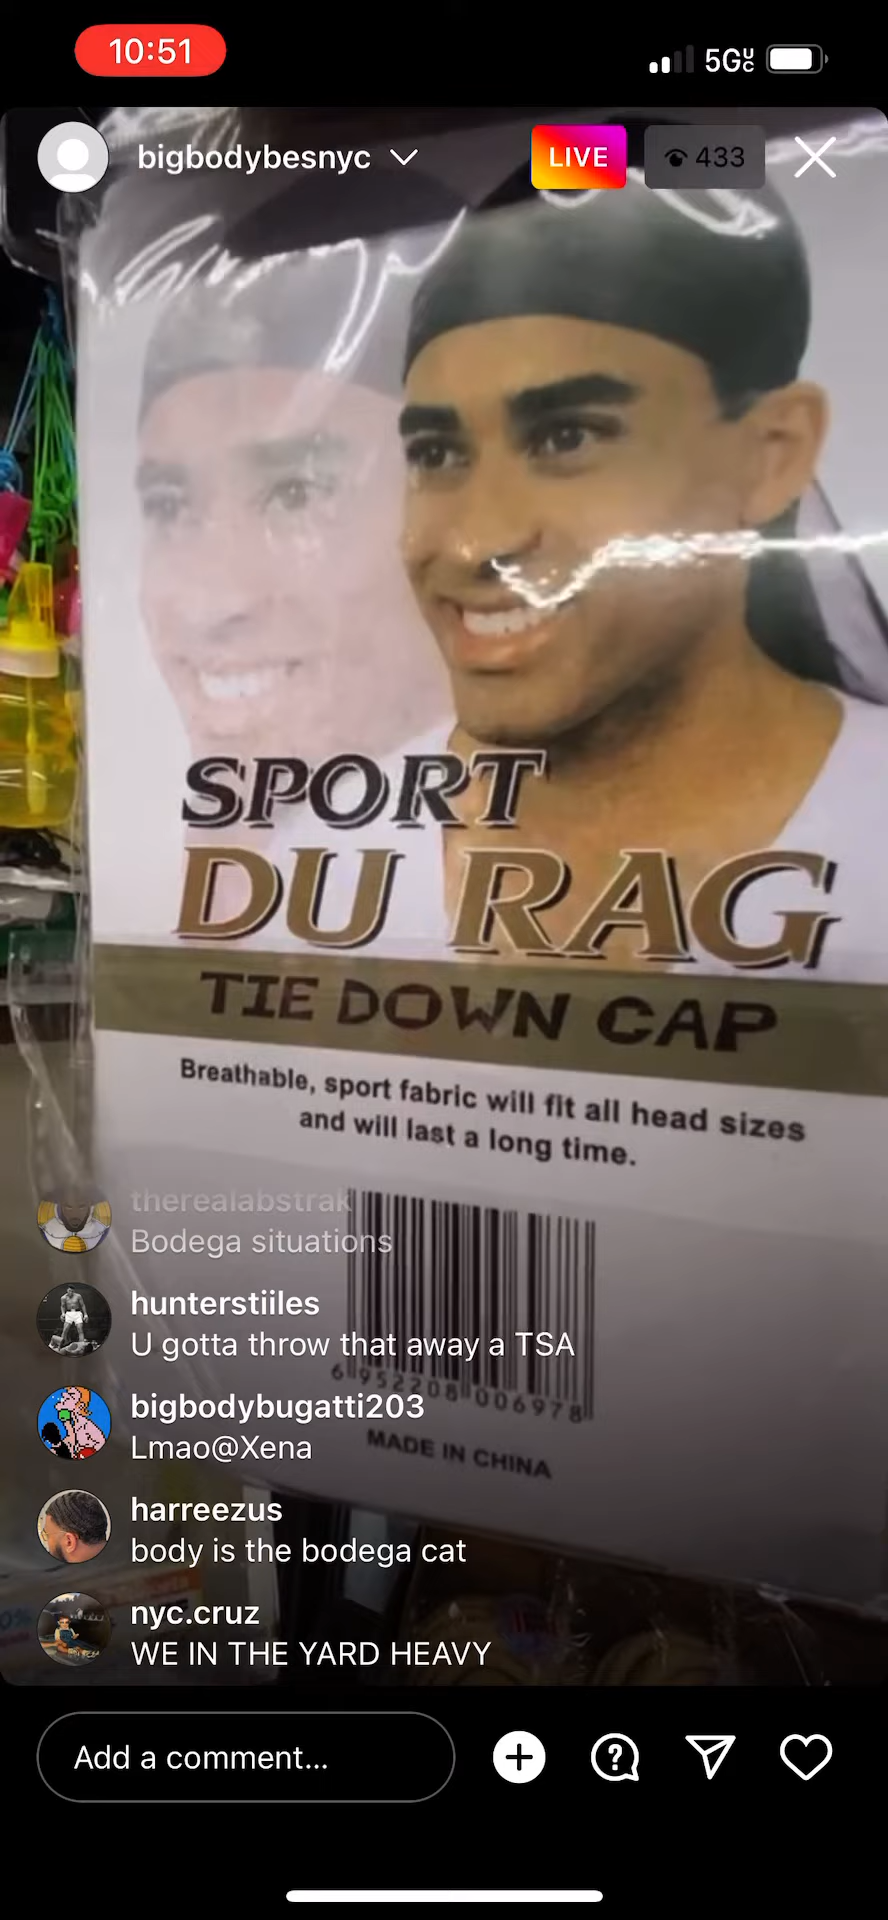 10:51
5G UC
bigbodybesnyc
LIVE
433
SPORT
DU RAG
TIE DOWN CAP
Breathable, sport fabric will fit all head sizes
and will last a long time.
therealabstrak
Bodega situations
hunterstiiles
U gotta throw that away a TSA
6 952208 006978
bigbodybugatti203
Lmao@Xena
MADE IN CHINA
harreezus
body is the bodega cat
nyc.cruz
WE IN THE YARD HEAVY
Add a comment...